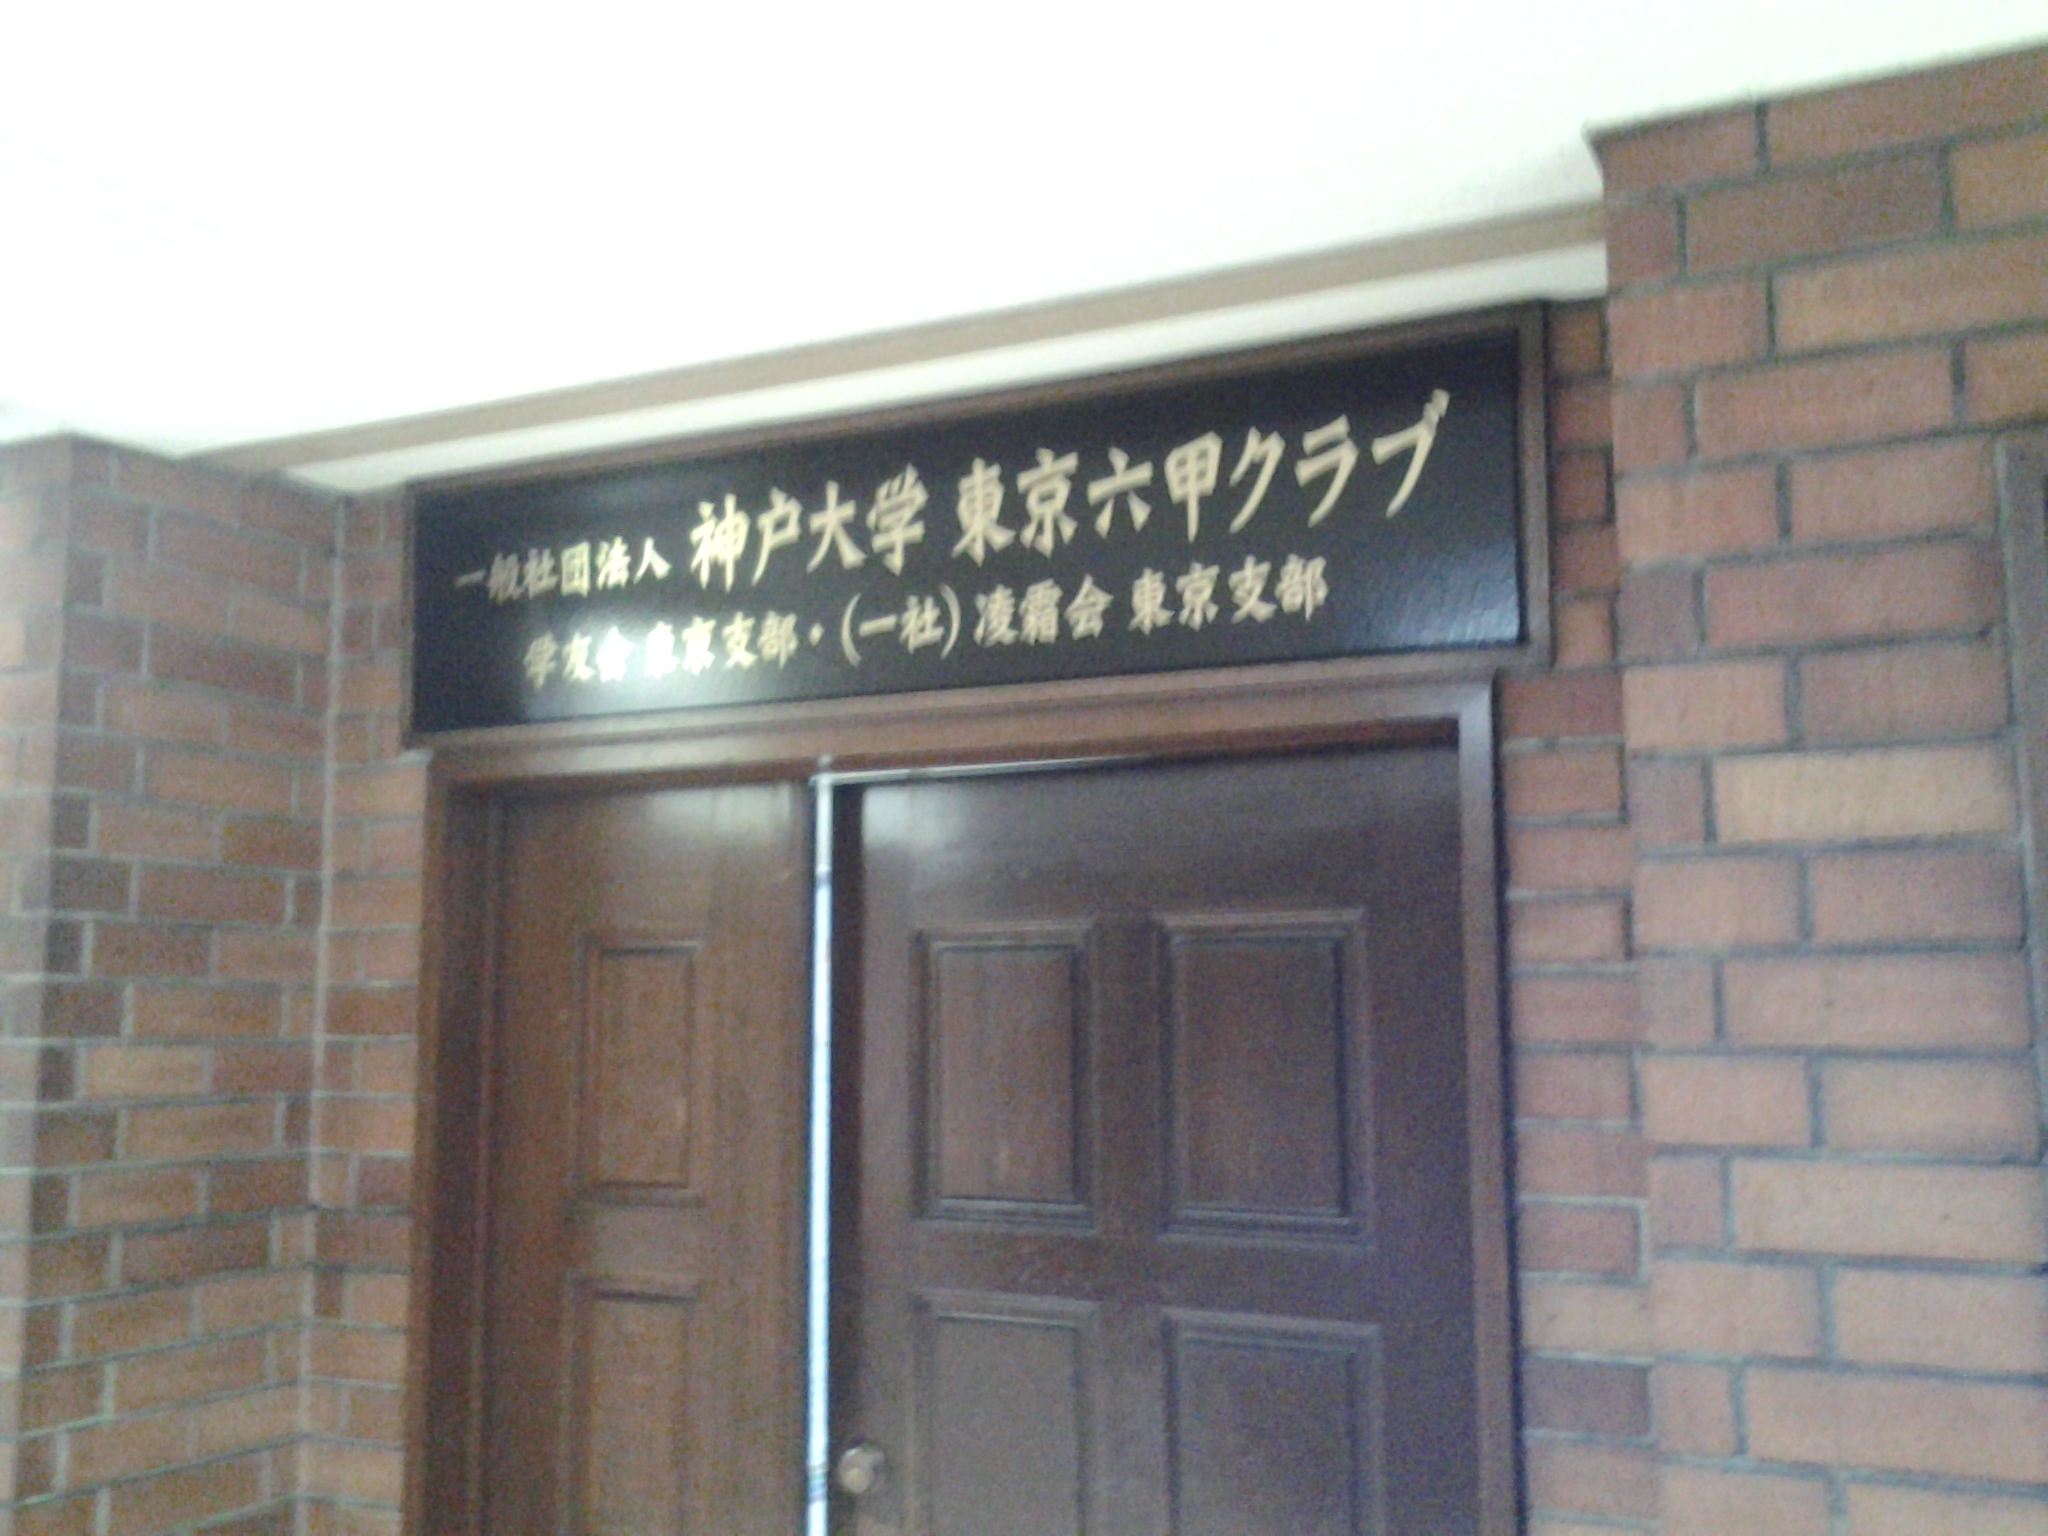 一般社団法人 神戸大学 東京六甲クラブ
学友会 東京支部・(一社) 凌霜会 東京支部